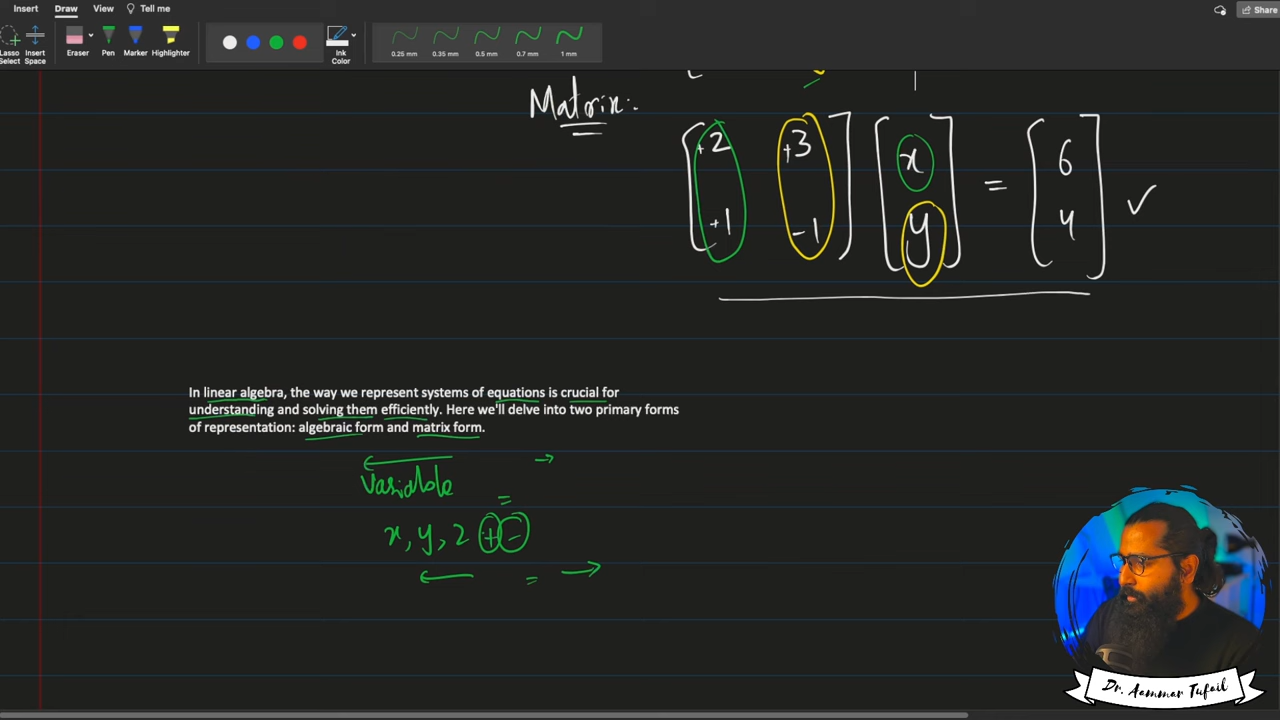 Insert Draw View Tell me
Share
Lasso Select
Insert Space
Eraser
Pen
Marker
Highlighter
Ink Color
0.25 mm
0.35 mm
0.5 mm
0.7 mm
1 mm
Matrix:
+2 +3 x = 6
+1 -1 y 4 ✓
In linear algebra, the way we represent systems of equations is crucial for
understanding and solving them efficiently. Here we'll delve into two primary forms
of representation: algebraic form and matrix form.
← →
Variable =
x, y, z + -
← = →
Dr. Aammar Tufail